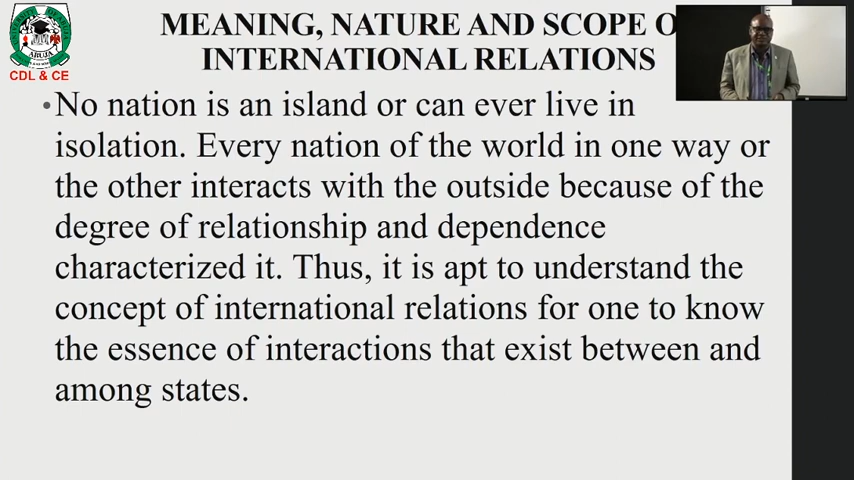 MEANING, NATURE AND SCOPE O
INTERNATIONAL RELATIONS
ABUJA
CDL & CE
•No nation is an island or can ever live in
isolation. Every nation of the world in one way or
the other interacts with the outside because of the
degree of relationship and dependence
characterized it. Thus, it is apt to understand the
concept of international relations for one to know
the essence of interactions that exist between and
among states.